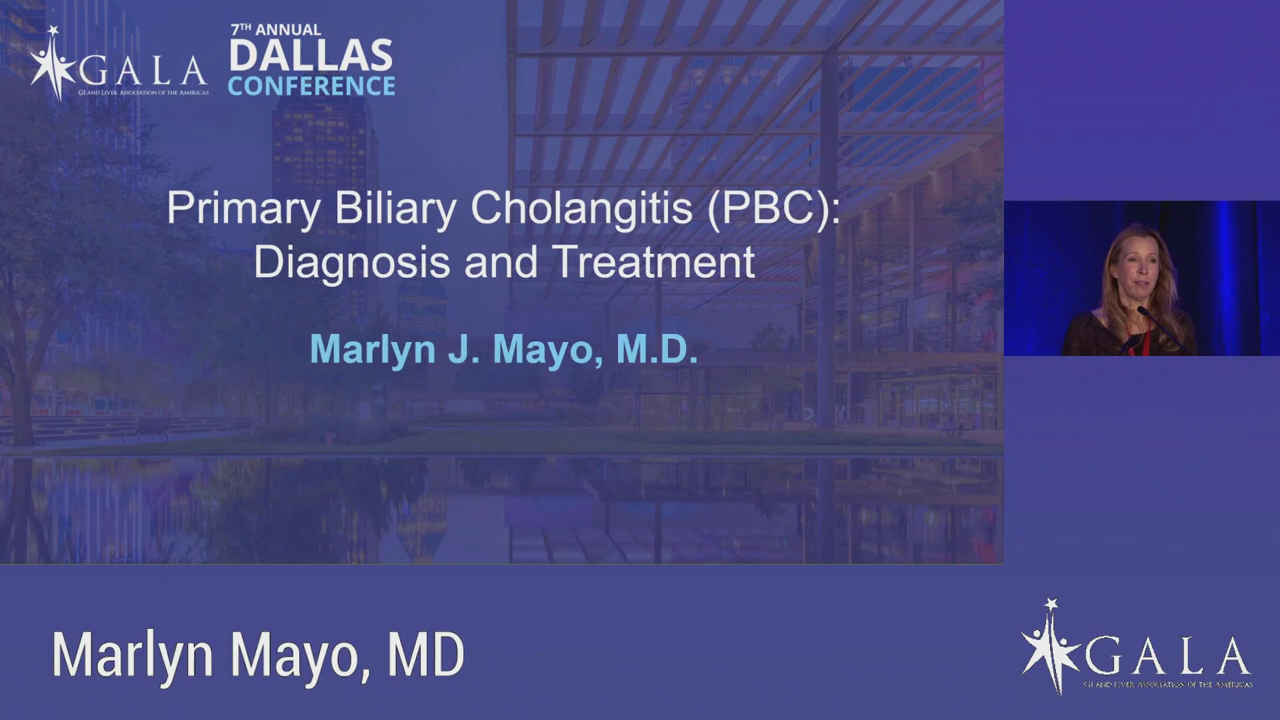 GALA
GI AND LIVER ASSOCIATION OF THE AMERICAS
7TH ANNUAL
DALLAS
CONFERENCE
Primary Biliary Cholangitis (PBC):
Diagnosis and Treatment
Marlyn J. Mayo, M.D.
Marlyn Mayo, MD
GALA
GI AND LIVER ASSOCIATION OF THE AMERICAS